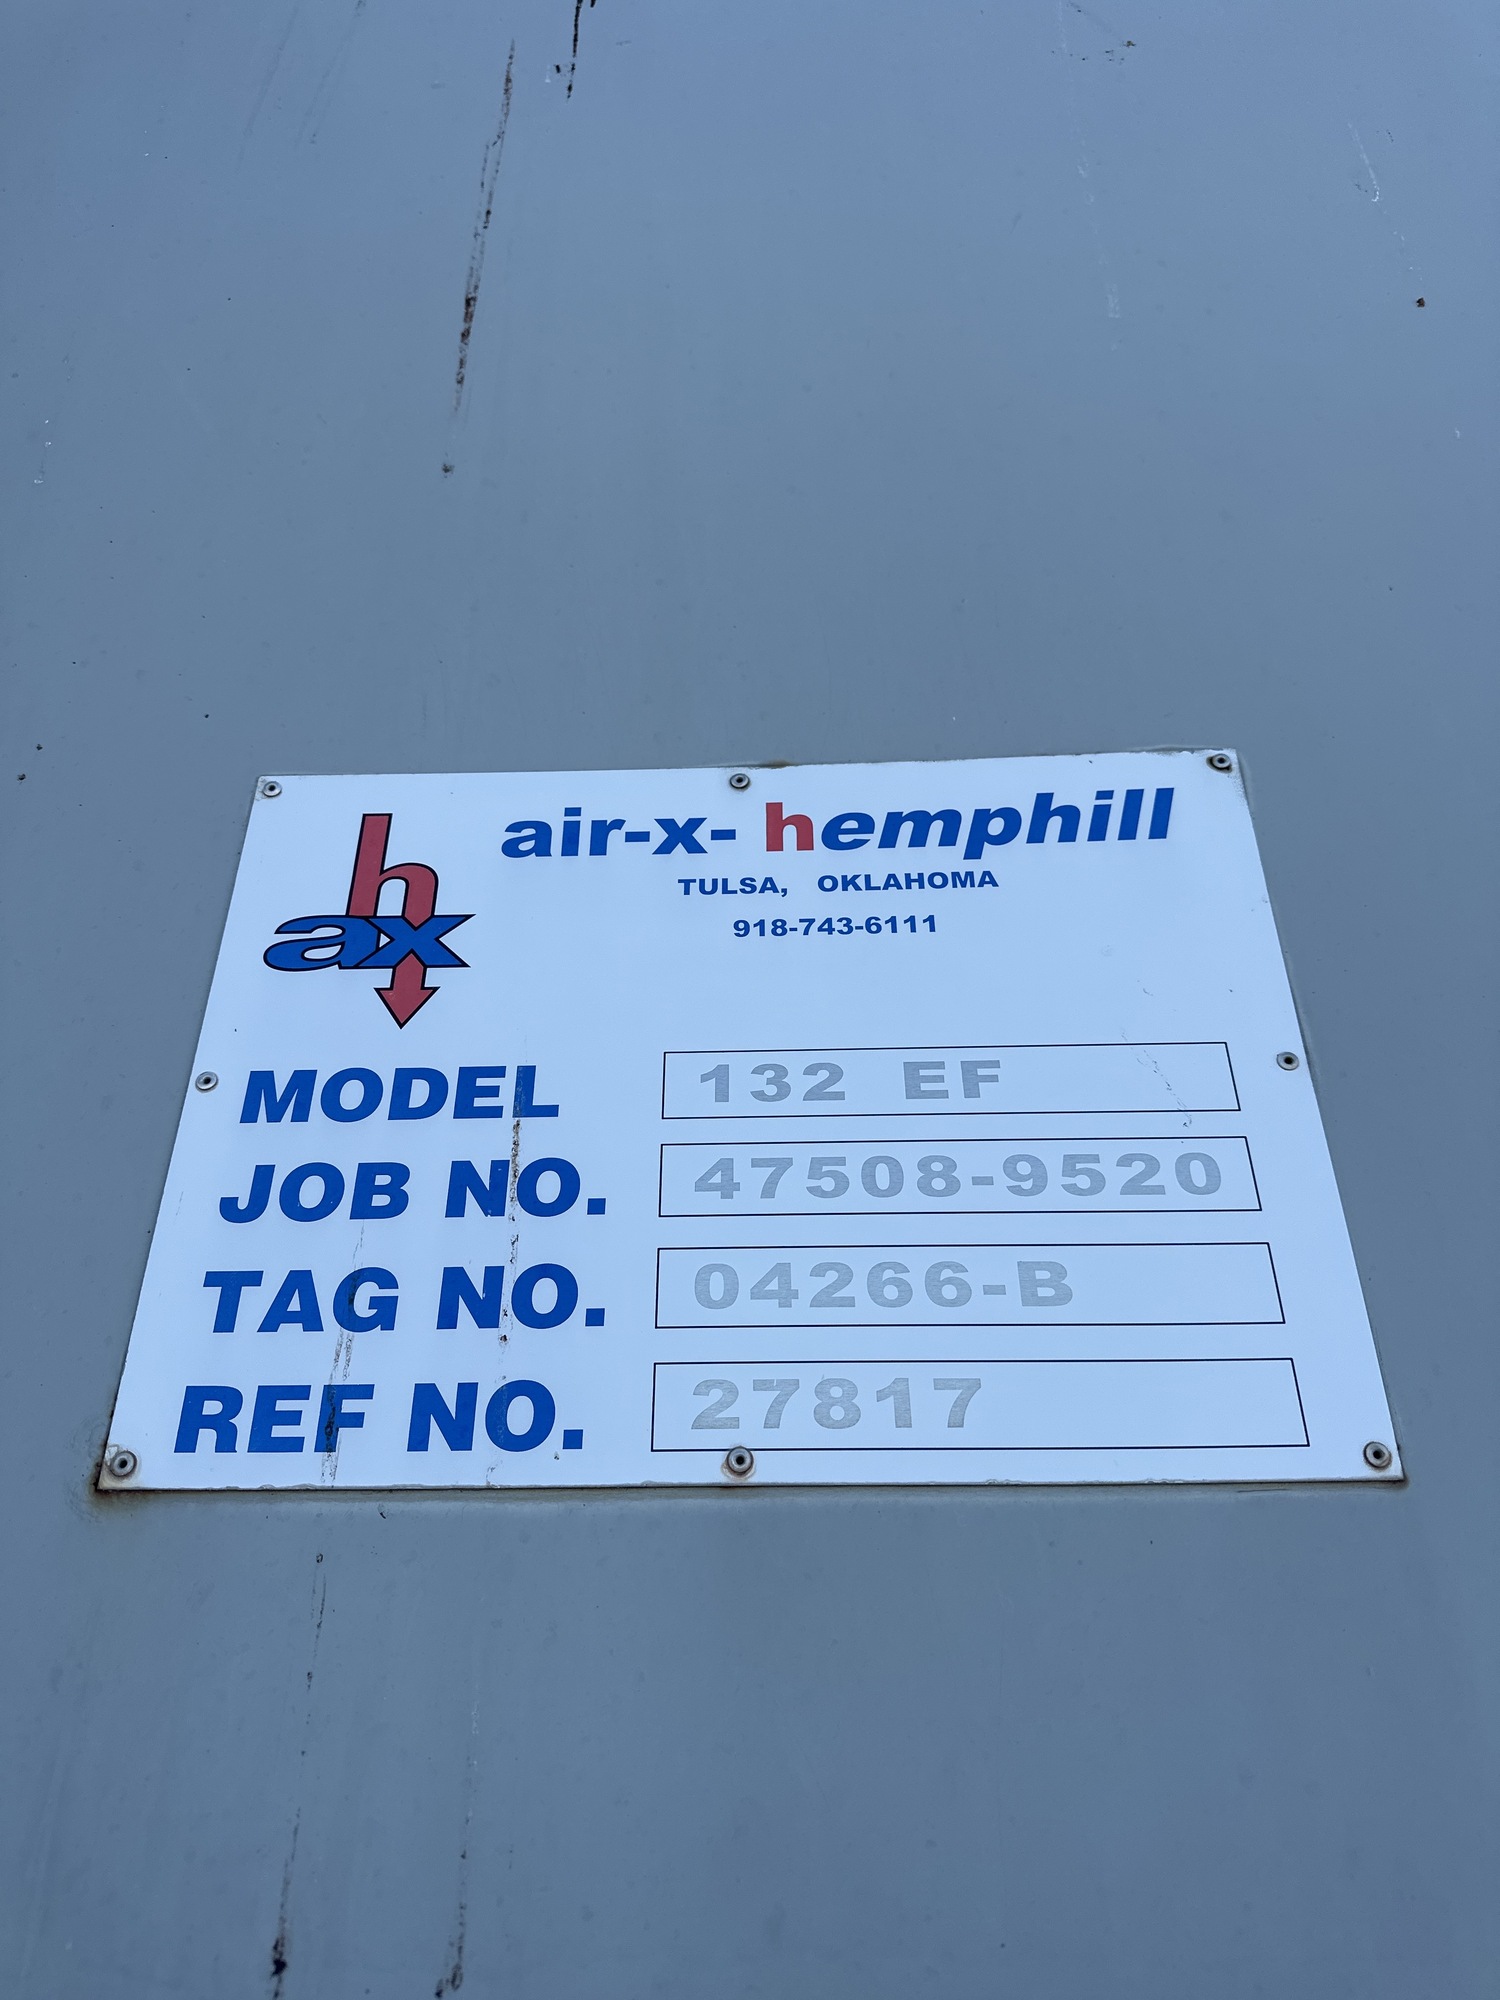 h
ax
air-x- hemphill
TULSA, OKLAHOMA
918-743-6111
MODEL 132 EF
JOB NO. 47508-9520
TAG NO. 04266-B
REF NO. 27817